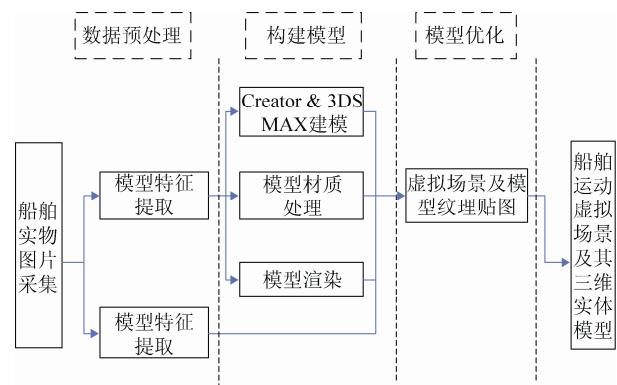 数据预处理
构建模型
模型优化
船舶
实物
图片
采集
模型特征
提取
模型特征
提取
Creator & 3DS
MAX建模
模型材质
处理
模型渲染
虚拟场景及模
型纹理贴图
船舶
运动
虚拟
场景
及其
三维
实体
模型